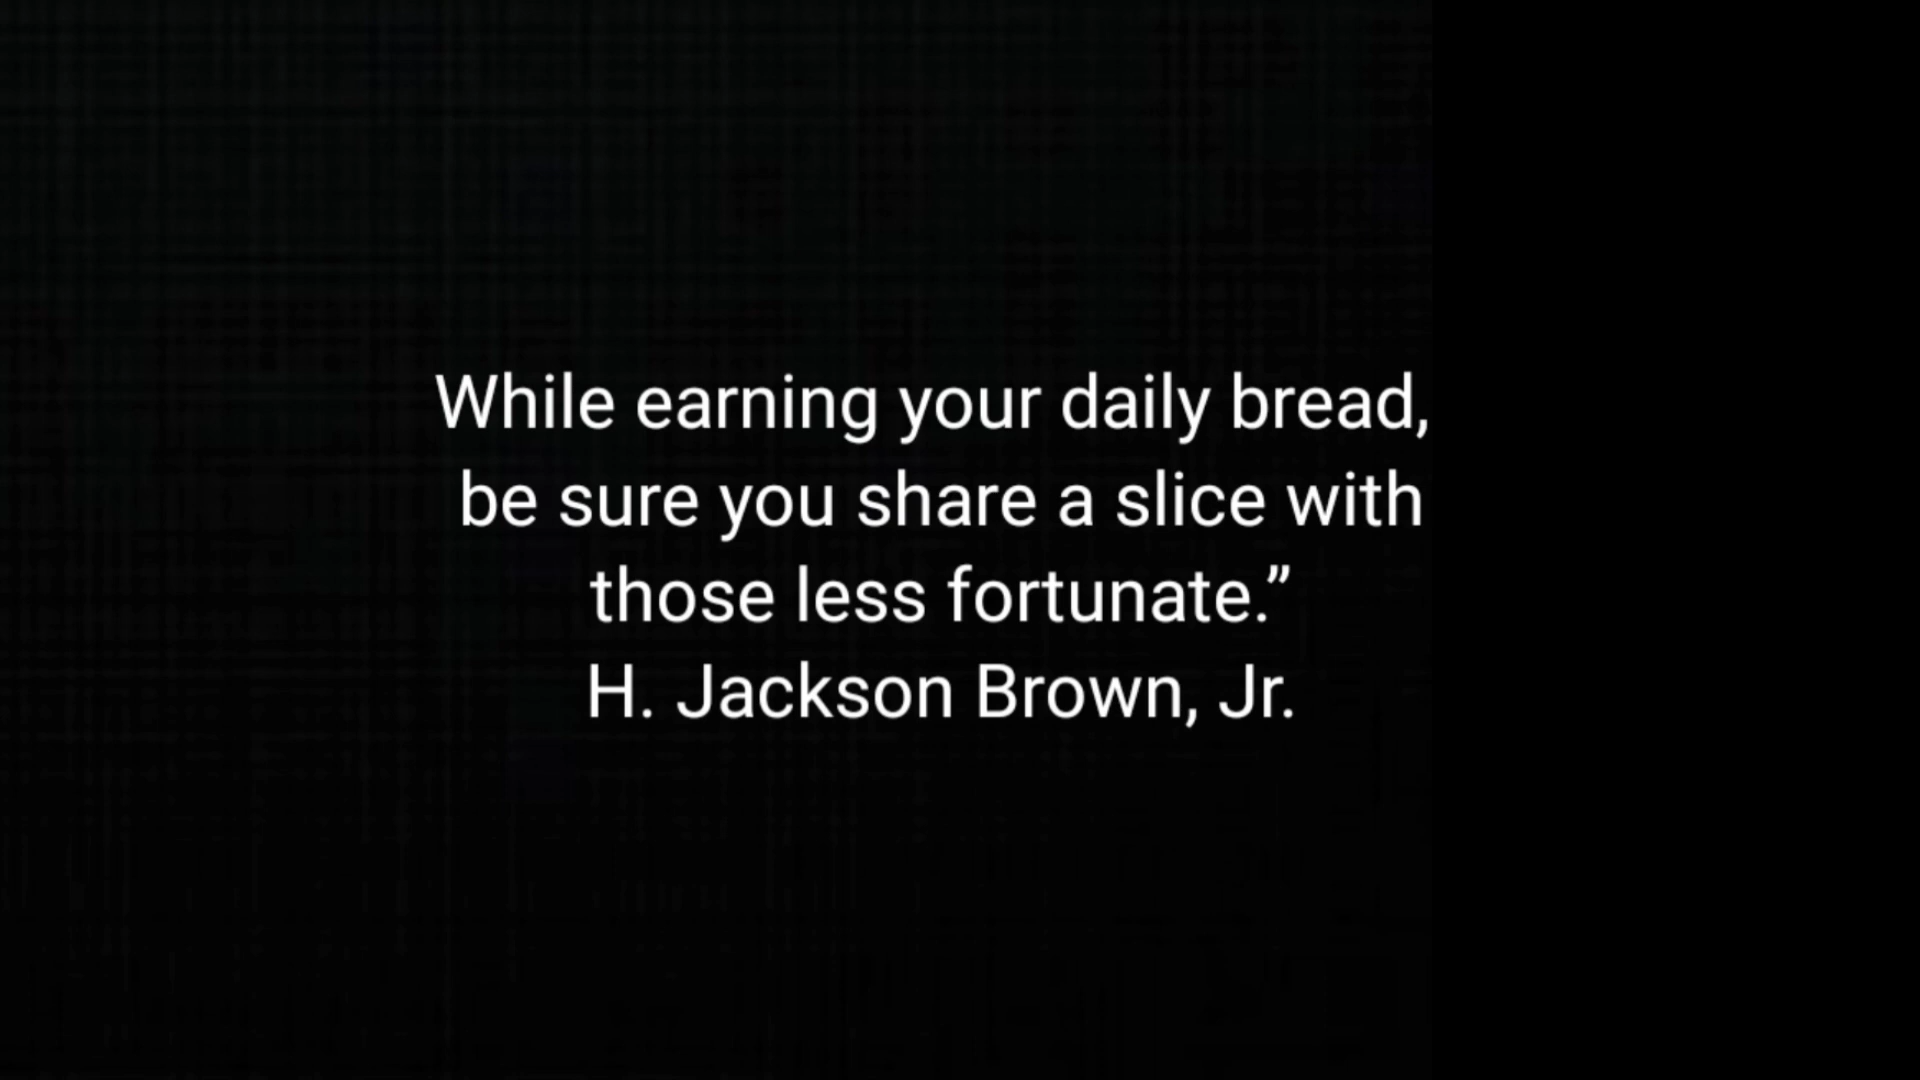 While earning your daily bread,
be sure you share a slice with
those less fortunate.”
H. Jackson Brown, Jr.